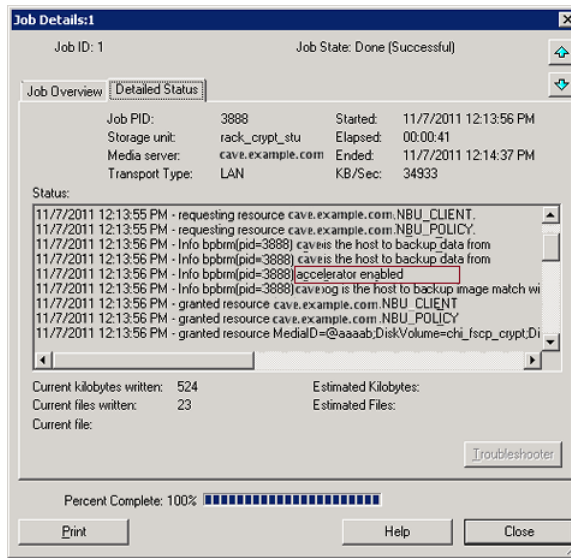 Job Details:1
Job ID: 1 Job State: Done (Successful)
Job Overview Detailed Status
Job PID: 3888 Started: 11/7/2011 12:13:56 PM
Storage unit: rack_crypt_stu Elapsed: 00:00:41
Media server: cave.example.com Ended: 11/7/2011 12:14:37 PM
Transport Type: LAN KB/Sec: 34933
Status:
11/7/2011 12:13:55 PM - requesting resource cave.example.com.NBU_CLIENT.
11/7/2011 12:13:55 PM - requesting resource cave.example.com.NBU_POLICY.
11/7/2011 12:13:56 PM - Info bpbrm(pid=3888) cave is the host to backup data from
11/7/2011 12:13:56 PM - Info bpbrm(pid=3888) cave is the host to backup data from
11/7/2011 12:13:56 PM - Info bpbrm(pid=3888) accelerator enabled
11/7/2011 12:13:56 PM - Info bpbrm(pid=3888) cave is the host to backup image match wi
11/7/2011 12:13:56 PM - granted resource cave.example.com.NBU_CLIENT
11/7/2011 12:13:56 PM - granted resource cave.example.com.NBU_POLICY
11/7/2011 12:13:56 PM - granted resource MediaID=@aaaab;DiskVolume=chi_fscp_crypt;Di
Current kilobytes written: 524 Estimated Kilobytes:
Current files written: 23 Estimated Files:
Current file:
Troubleshooter
Percent Complete: 100%
Print Help Close